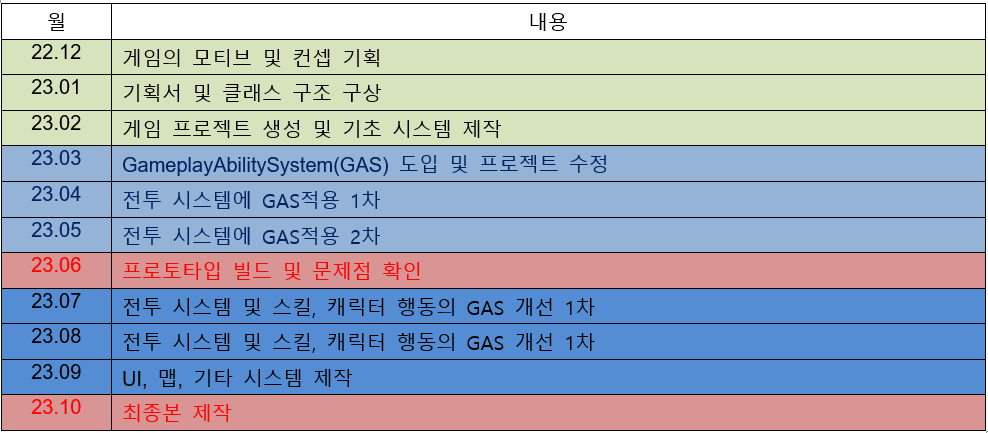 월 내용
22.12 게임의 모티브 및 컨셉 기획
23.01 기획서 및 클래스 구조 구상
23.02 게임 프로젝트 생성 및 기초 시스템 제작
23.03 GameplayAbilitySystem(GAS) 도입 및 프로젝트 수정
23.04 전투 시스템에 GAS적용 1차
23.05 전투 시스템에 GAS적용 2차
23.06 프로토타입 빌드 및 문제점 확인
23.07 전투 시스템 및 스킬, 캐릭터 행동의 GAS 개선 1차
23.08 전투 시스템 및 스킬, 캐릭터 행동의 GAS 개선 1차
23.09 UI, 맵, 기타 시스템 제작
23.10 최종본 제작